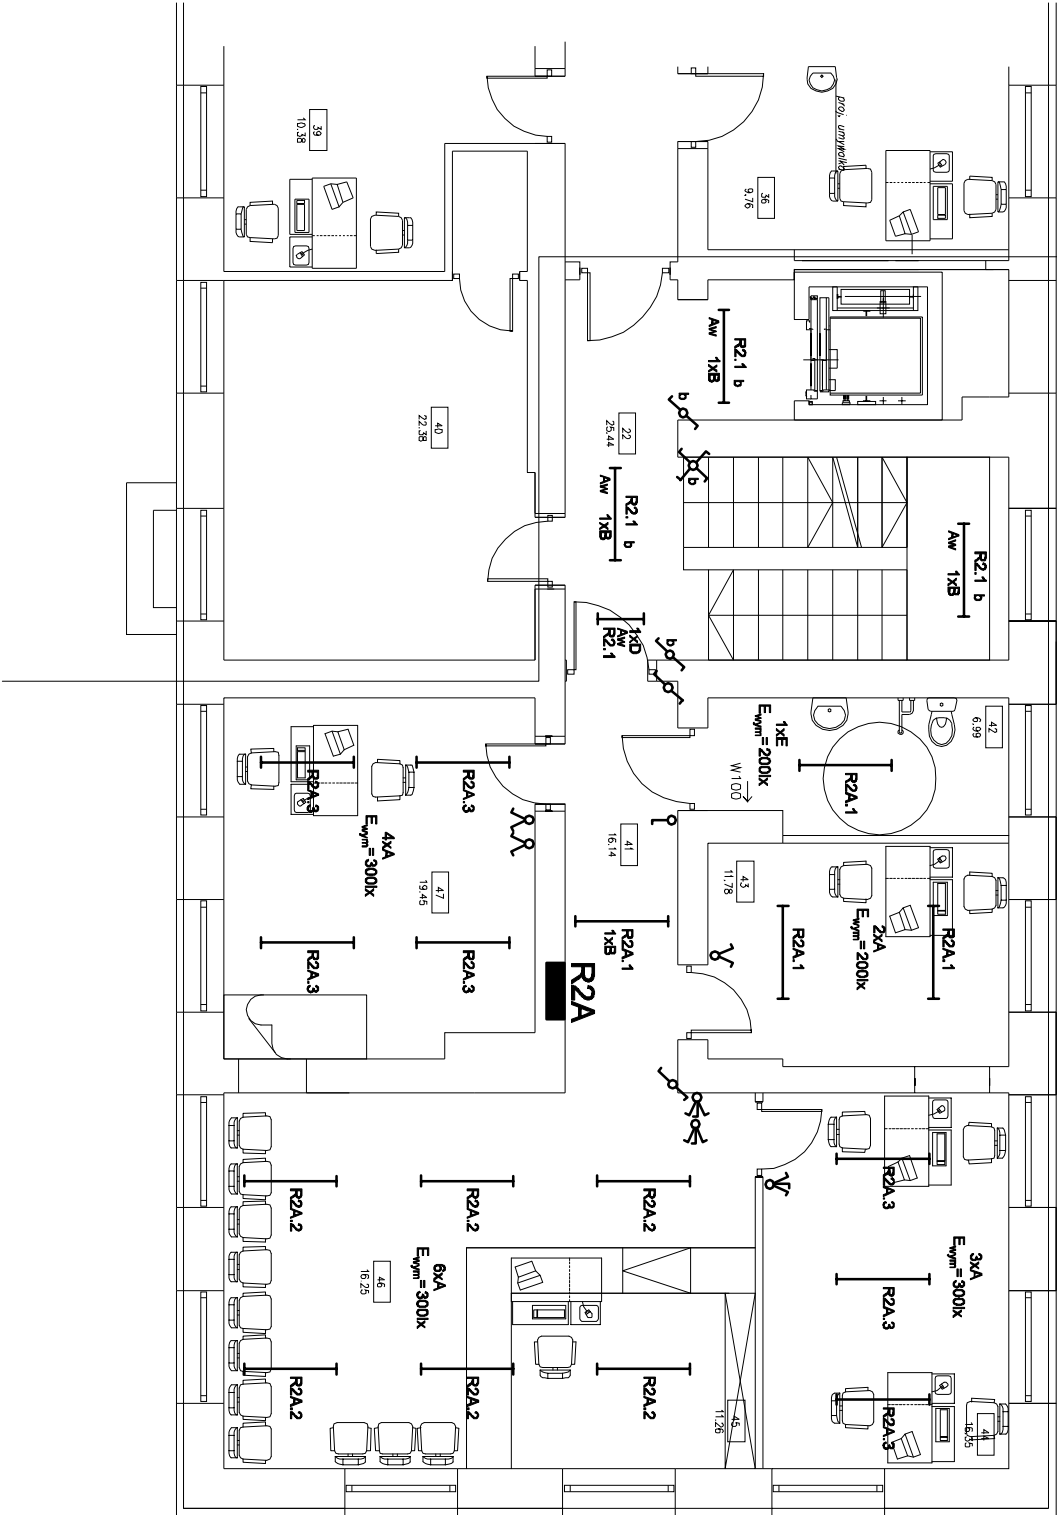 39
10.38
proj. umywalka
36
9.76
R2.1 b
Aw 1xB
b
40
22.38
22
25.44
b
R2.1 b
Aw 1xB
R2.1 b
Aw 1xB
1xD
Aw
R2.1
b
42
6.99
1xE
Ewym=200lx
W100
R2A.1
R2A.3
R2A.3
4xA
Ewym=300lx
47
19.45
41
16.14
43
11.78
2xA
Ewym=200lx
R2A.1
R2A.1
R2A.1
1xB
R2A.3
R2A.3
R2A
R2A.2
R2A.2
R2A.2
R2A.3
6xA
Ewym=300lx
46
16.25
3xA
Ewym=300lx
R2A.3
R2A.2
R2A.2
R2A.2
45
11.26
R2A.3
44
16.35